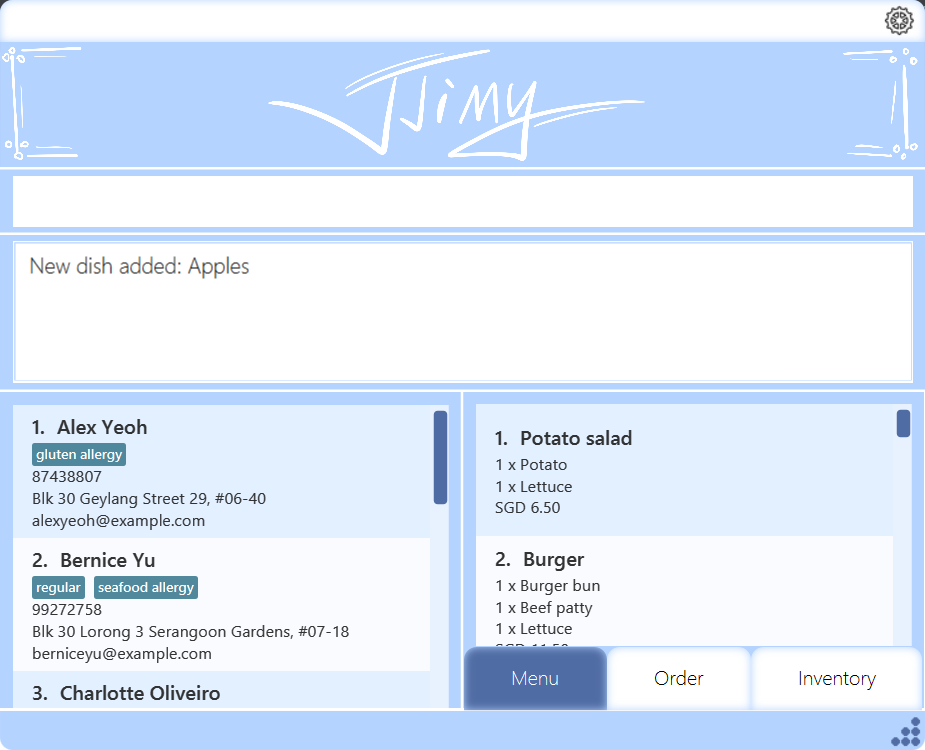 JJIMY
New dish added: Apples
1. Alex Yeoh
gluten allergy
87438807
Blk 30 Geylang Street 29, #06-40
alexyeoh@example.com
2. Bernice Yu
regular seafood allergy
99272758
Blk 30 Lorong 3 Serangoon Gardens, #07-18
berniceyu@example.com
3. Charlotte Oliveiro
1. Potato salad
1 x Potato
1 x Lettuce
SGD 6.50
2. Burger
1 x Burger bun
1 x Beef patty
1 x Lettuce
Menu Order Inventory